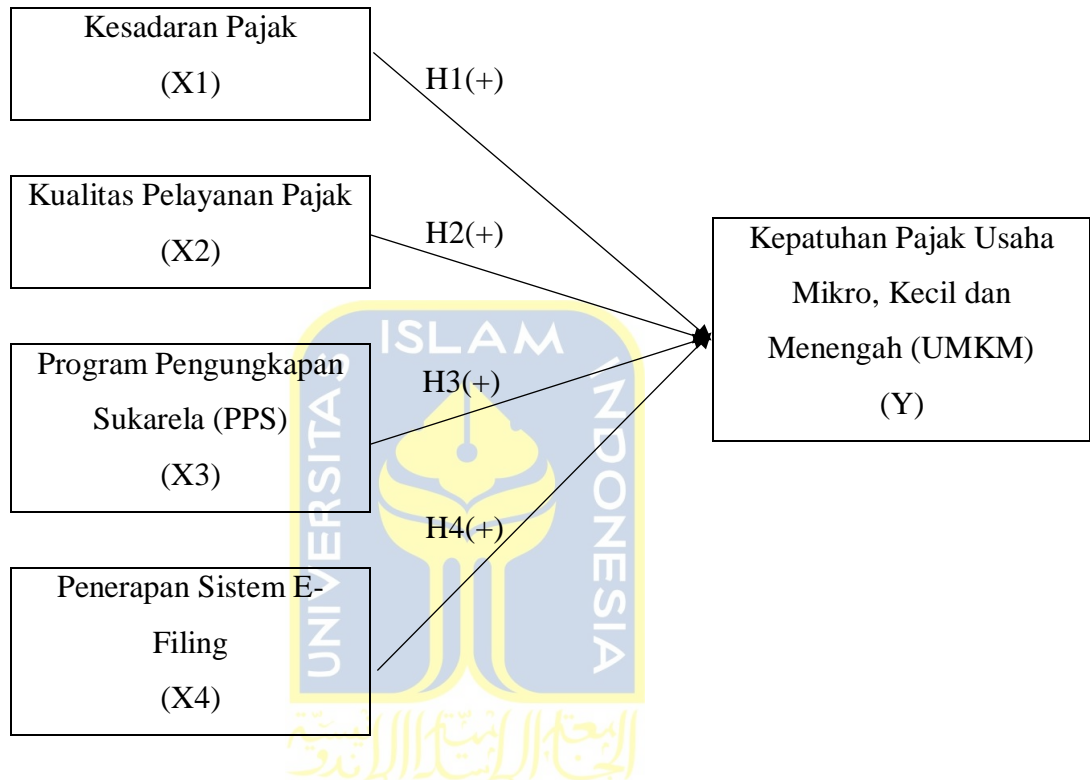 Kesadaran Pajak
(X1)
H1(+)
Kualitas Pelayanan Pajak
(X2)
H2(+)
Kepatuhan Pajak Usaha
Mikro, Kecil dan
Menengah (UMKM)
(Y)
Program Pengungkapan
Sukarela (PPS)
(X3)
H3(+)
Penerapan Sistem E-
Filing
(X4)
H4(+)
UNIVERSITAS
ISLAM
INDONESIA